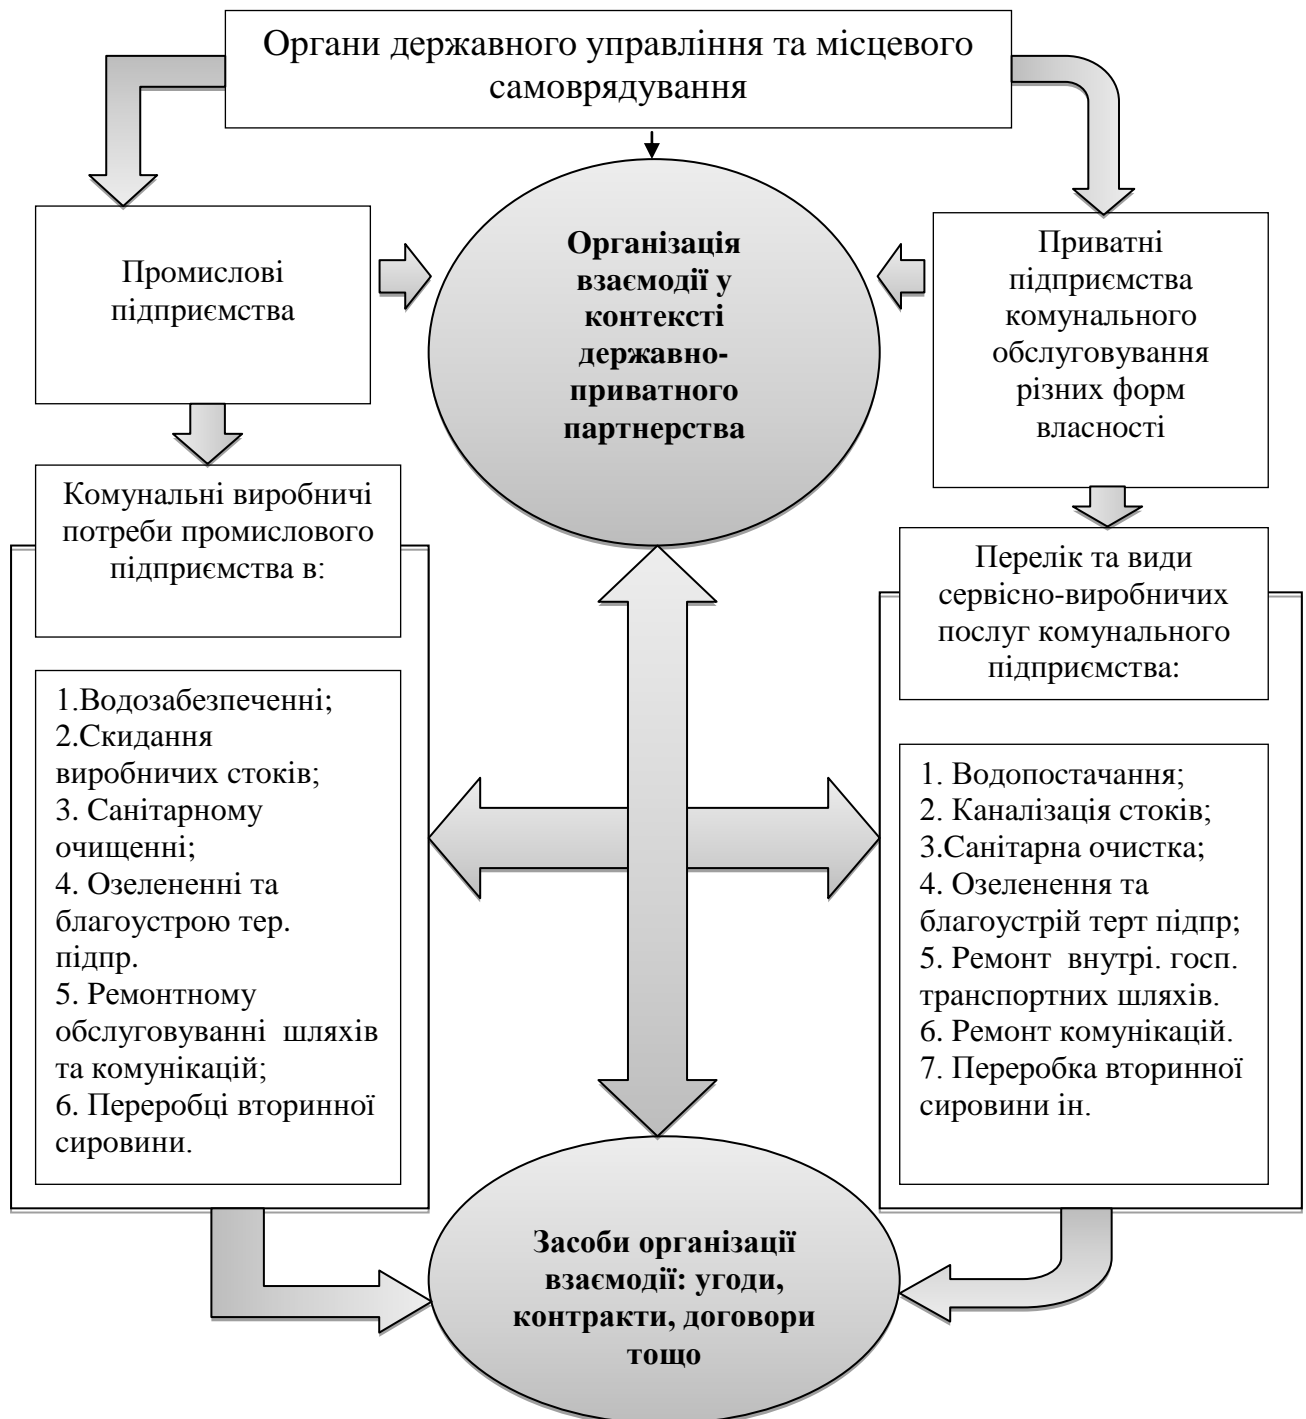 Органи державного управління та місцевого
самоврядування
Промислові
підприємства
Організація
взаємодії у
контексті
державно-
приватного
партнерства
Приватні
підприємства
комунального
обслуговування
різних форм
власності
Комунальні виробничі
потреби промислового
підприємства в:
Перелік та види
сервісно-виробничих
послуг комунального
підприємства:
1.Водозабезпеченні;
2.Скидання
виробничих стоків;
3. Санітарному
очищенні;
4. Озелененні та
благоустрою тер.
підпр.
5. Ремонтному
обслуговуванні шляхів
та комунікацій;
6. Переробці вторинної
сировини.
1. Водопостачання;
2. Каналізація стоків;
3.Санітарна очистка;
4. Озеленення та
благоустрій терт підпр;
5. Ремонт внутрі. госп.
транспортних шляхів.
6. Ремонт комунікацій.
7. Переробка вторинної
сировини ін.
Засоби організації
взаємодії: угоди,
контракти, договори
тощо